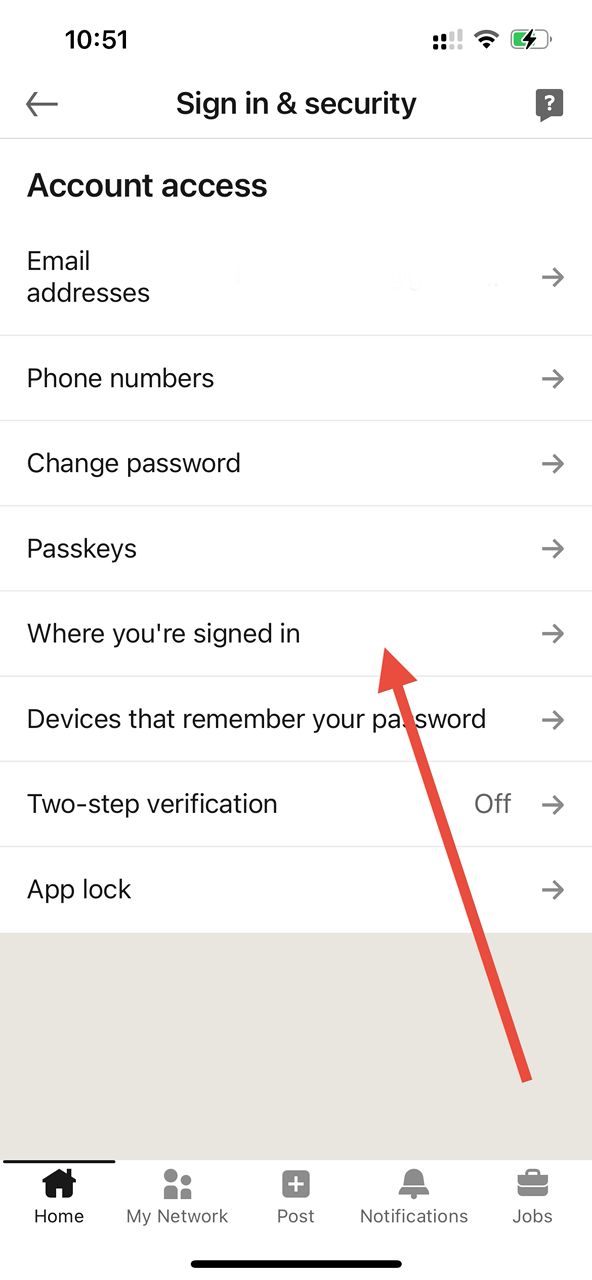 10:51
Sign in & security
?
Account access
Email
addresses
Phone numbers
Change password
Passkeys
Where you're signed in
Devices that remember your password
Two-step verification Off
App lock
Home My Network Post Notifications Jobs